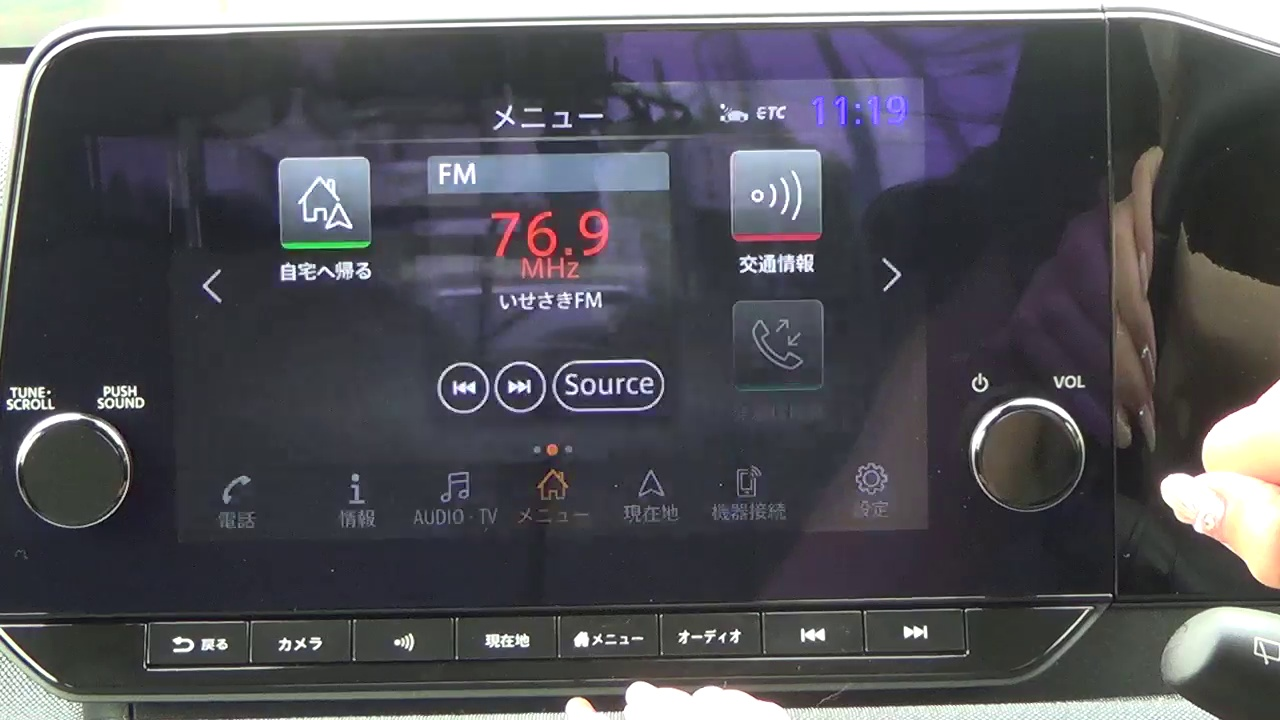 メニュー
ETC 11:19
FM
76.9
MHz
いせさきFM
自宅へ帰る
交通情報
Source
TUNE・SCROLL
PUSH SOUND
VOL
電話
情報
AUDIO・TV
メニュー
現在地
機器接続
設定
戻る
カメラ
現在地
メニュー
オーディオ